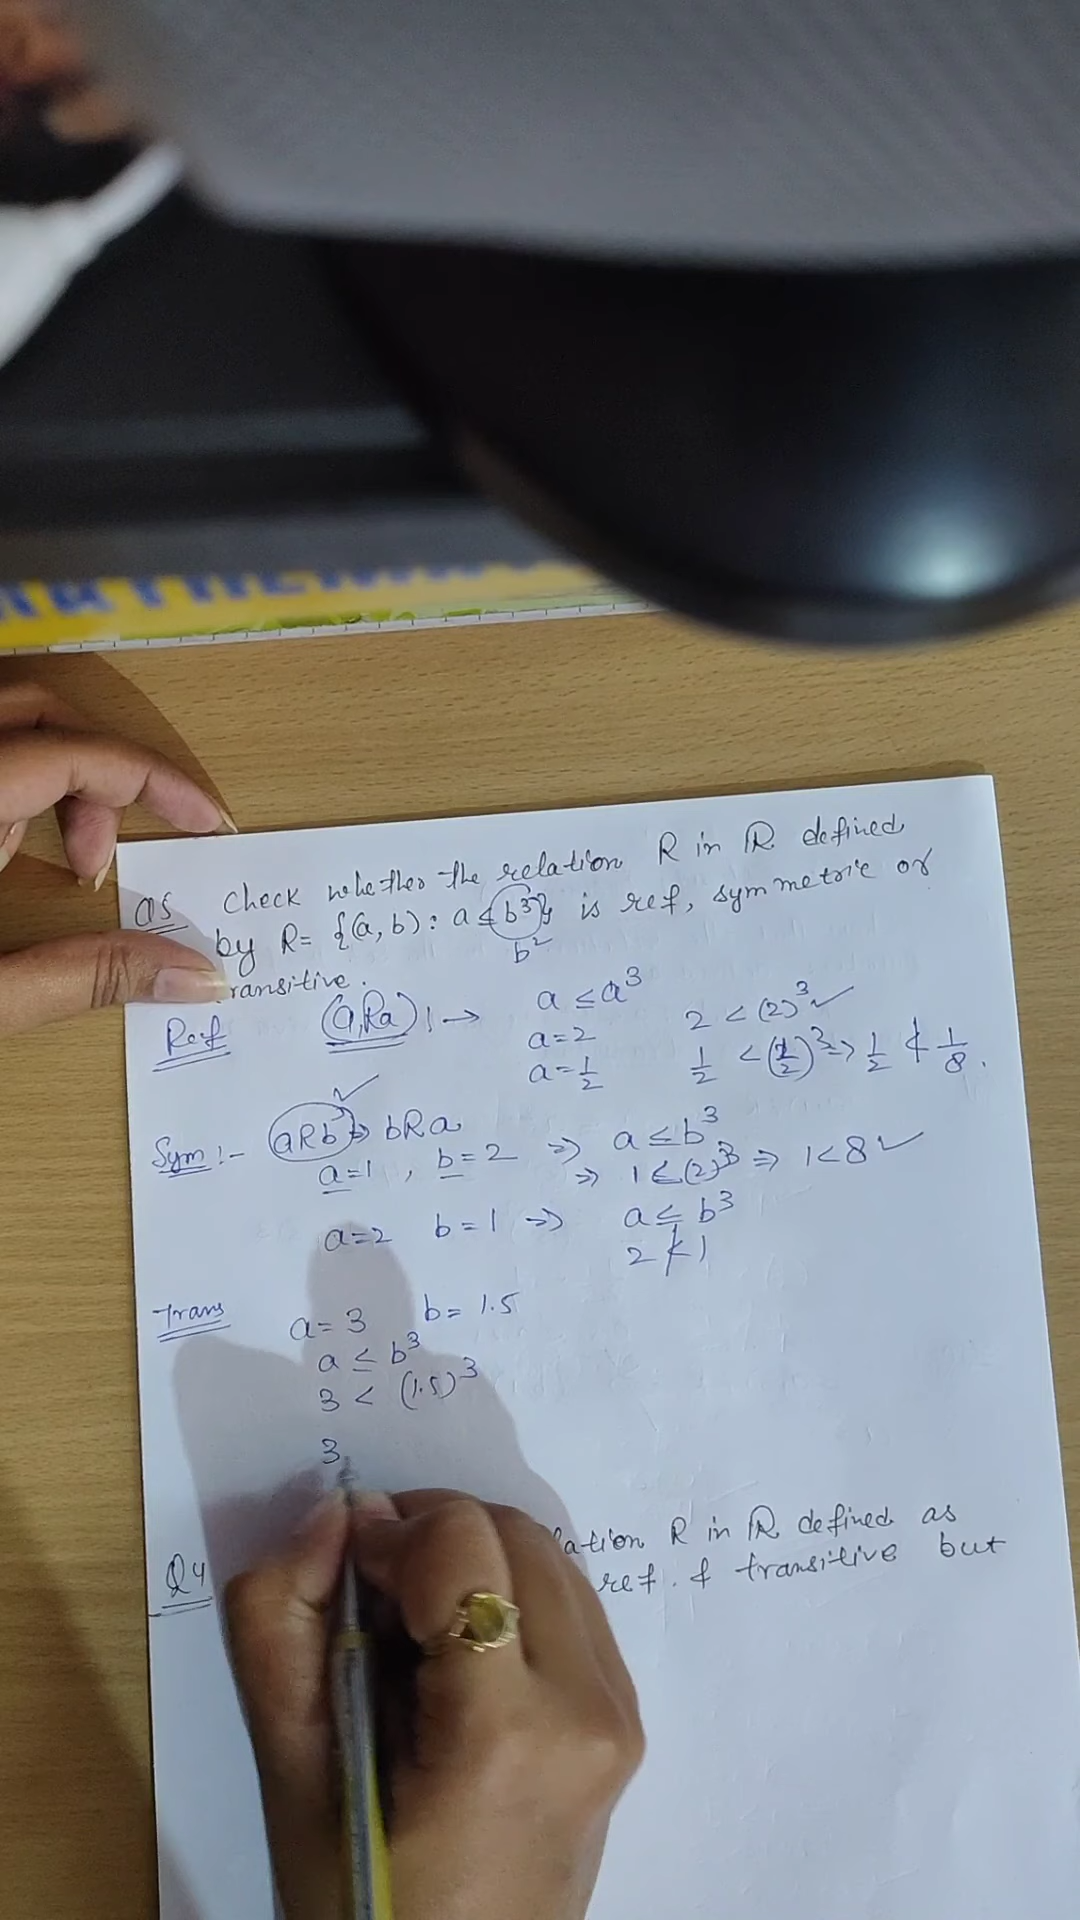 Q5 Check whether the relation R in ℝ defined
by R = {(a, b) : a ≤ b³} is ref, symmetric or
b²
transitive.
Ref (a,Ra) :→ a ≤ a³
a = 2 2 < (2)³ ✓
a = 1/2 1/2 < (1/2)³ ⇒ 1/2 ≮ 1/8 .
Sym :- aRb ⇒ bRa ✓
a = 1 , b = 2 ⇒ a ≤ b³
⇒ 1 ≤ (2)³ ⇒ 1 < 8 ✓
a = 2 b = 1 ⇒ a ≤ b³
2 ≮ 1
Trans a = 3 b = 1.5
a ≤ b³
3 < (1.5)³
3
Q4 lation R in ℝ defined as
ref. & transitive but